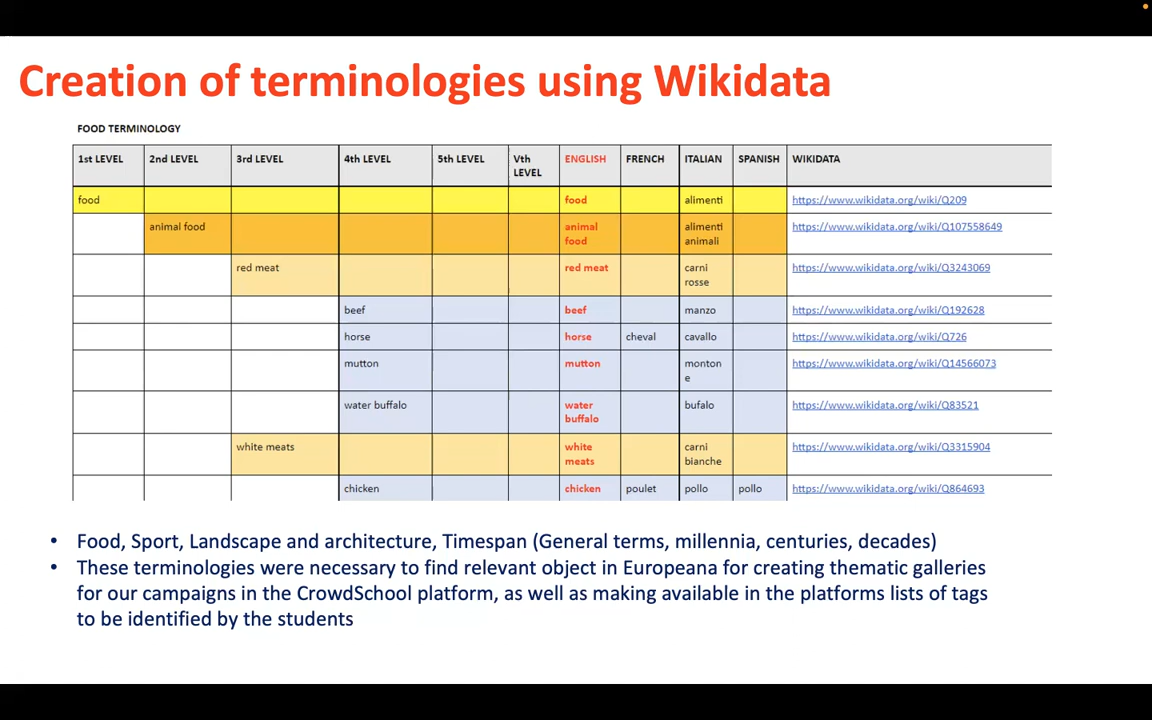 Creation of terminologies using Wikidata
FOOD TERMINOLOGY
1st LEVEL 2nd LEVEL 3rd LEVEL 4th LEVEL 5th LEVEL Vth LEVEL ENGLISH FRENCH ITALIAN SPANISH WIKIDATA
food food alimenti https://www.wikidata.org/wiki/Q209
animal food animal food alimenti animali https://www.wikidata.org/wiki/Q107558649
red meat red meat carni rosse https://www.wikidata.org/wiki/Q3243069
beef beef manzo https://www.wikidata.org/wiki/Q192628
horse horse cheval cavallo https://www.wikidata.org/wiki/Q726
mutton mutton montone https://www.wikidata.org/wiki/Q14566073
water buffalo water buffalo bufalo https://www.wikidata.org/wiki/Q83521
white meats white meats carni bianche https://www.wikidata.org/wiki/Q3315904
chicken chicken poulet pollo pollo https://www.wikidata.org/wiki/Q864693
• Food, Sport, Landscape and architecture, Timespan (General terms, millennia, centuries, decades)
• These terminologies were necessary to find relevant object in Europeana for creating thematic galleries
for our campaigns in the CrowdSchool platform, as well as making available in the platforms lists of tags
to be identified by the students